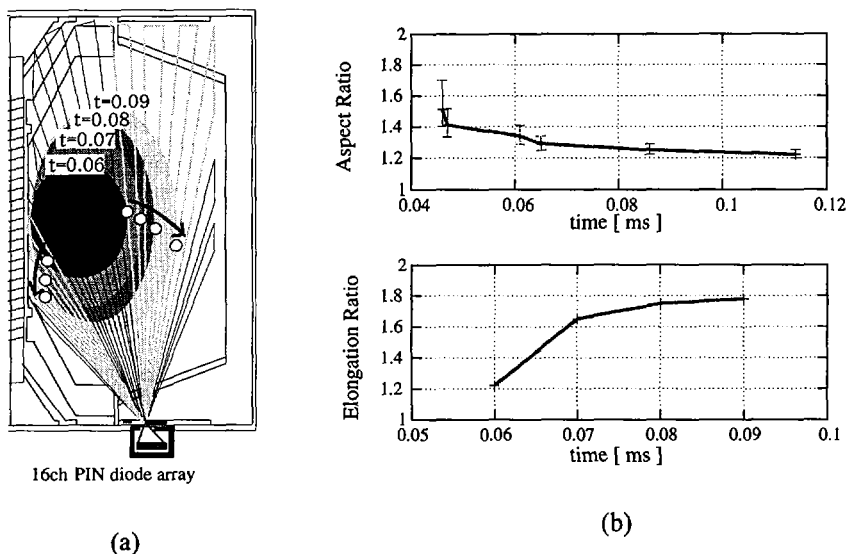 t=0.09
t=0.08
t=0.07
t=0.06
16ch PIN diode array
(a)
2
1.8
1.6
1.4
1.2
1
Aspect Ratio
0.04
0.06
0.08
0.1
0.12
time [ ms ]
2
1.8
1.6
1.4
1.2
1
Elongation Ratio
0.05
0.06
0.07
0.08
0.09
0.1
time [ ms ]
(b)